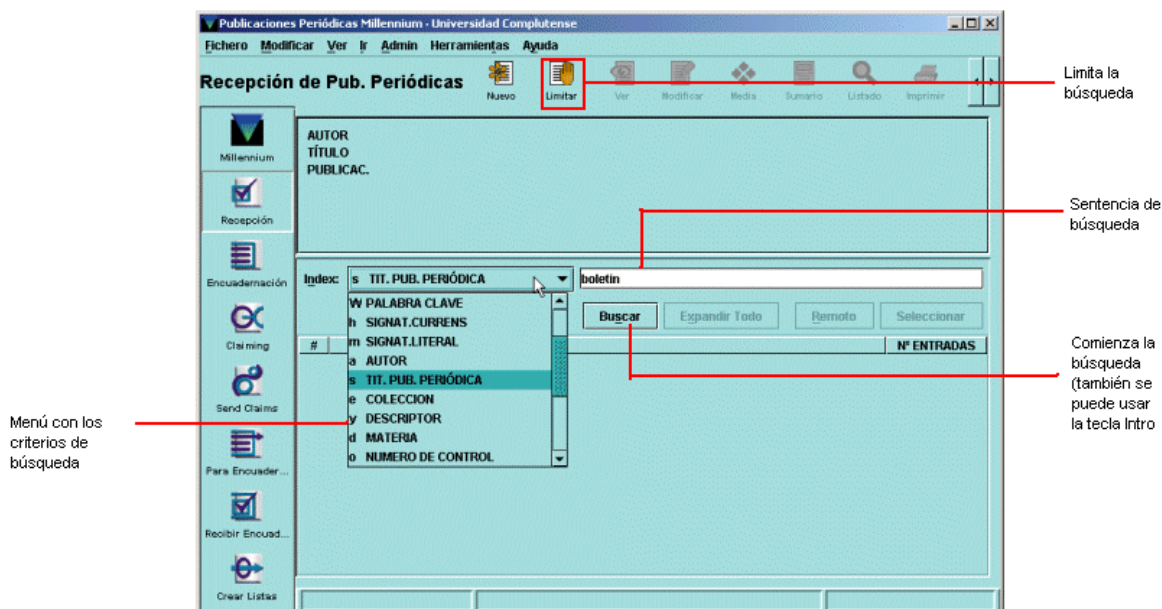 Publicaciones Periódicas Millennium - Universidad Complutense
Fichero Modificar Ver Ir Admin Herramientas Ayuda
Recepción de Pub. Periódicas
Nuevo
Limitar
Ver
Modificar
Media
Sumario
Listado
Imprimir
Limita la
búsqueda
Millennium
Recepción
Encuadernación
Claiming
Send Claims
Para Encuader...
Recibir Encuad...
Crear Listas
AUTOR
TÍTULO
PUBLICAC.
Sentencia de
búsqueda
Index: s TIT. PUB. PERIÓDICA
boletin
Buscar
Expandir Todo
Remoto
Seleccionar
#
Nº ENTRADAS
W PALABRA CLAVE
h SIGNAT.CURRENS
m SIGNAT.LITERAL
a AUTOR
s TIT. PUB. PERIÓDICA
e COLECCION
y DESCRIPTOR
d MATERIA
o NUMERO DE CONTROL
Comienza la
búsqueda
(también se
puede usar
la tecla Intro
Menú con los
criterios de
búsqueda